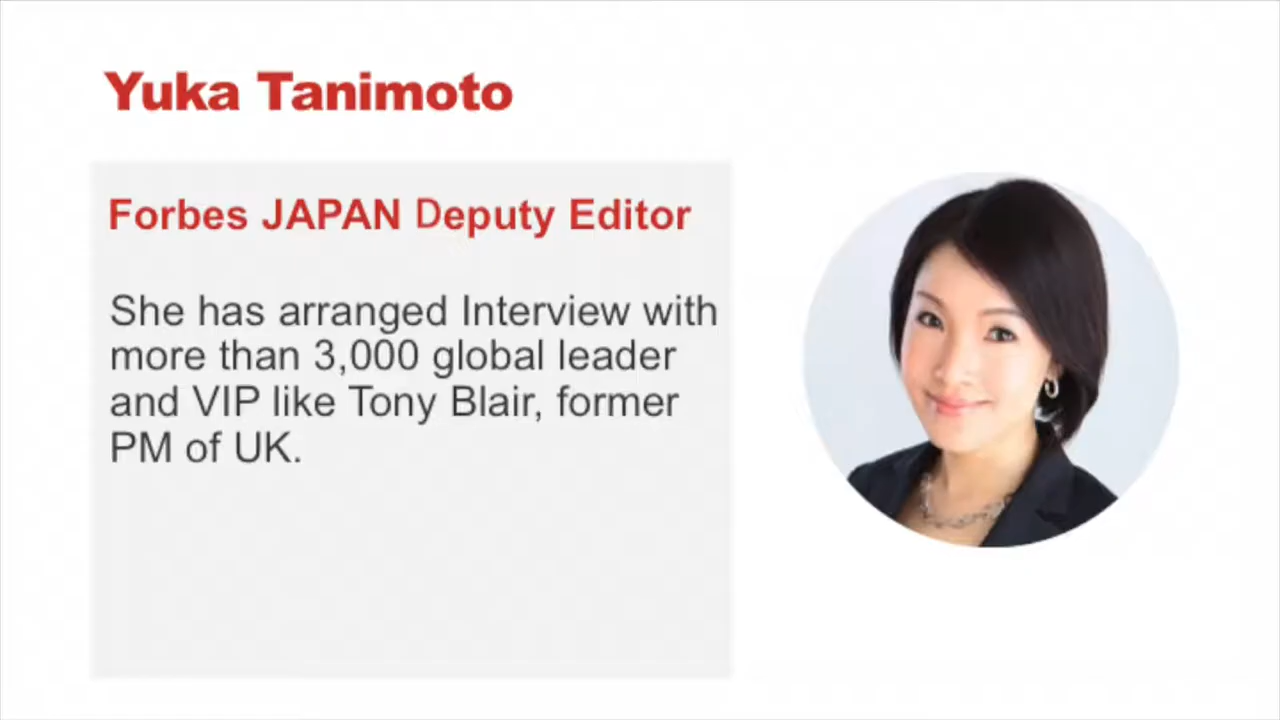 Yuka Tanimoto
Forbes JAPAN Deputy Editor
She has arranged Interview with
more than 3,000 global leader
and VIP like Tony Blair, former
PM of UK.